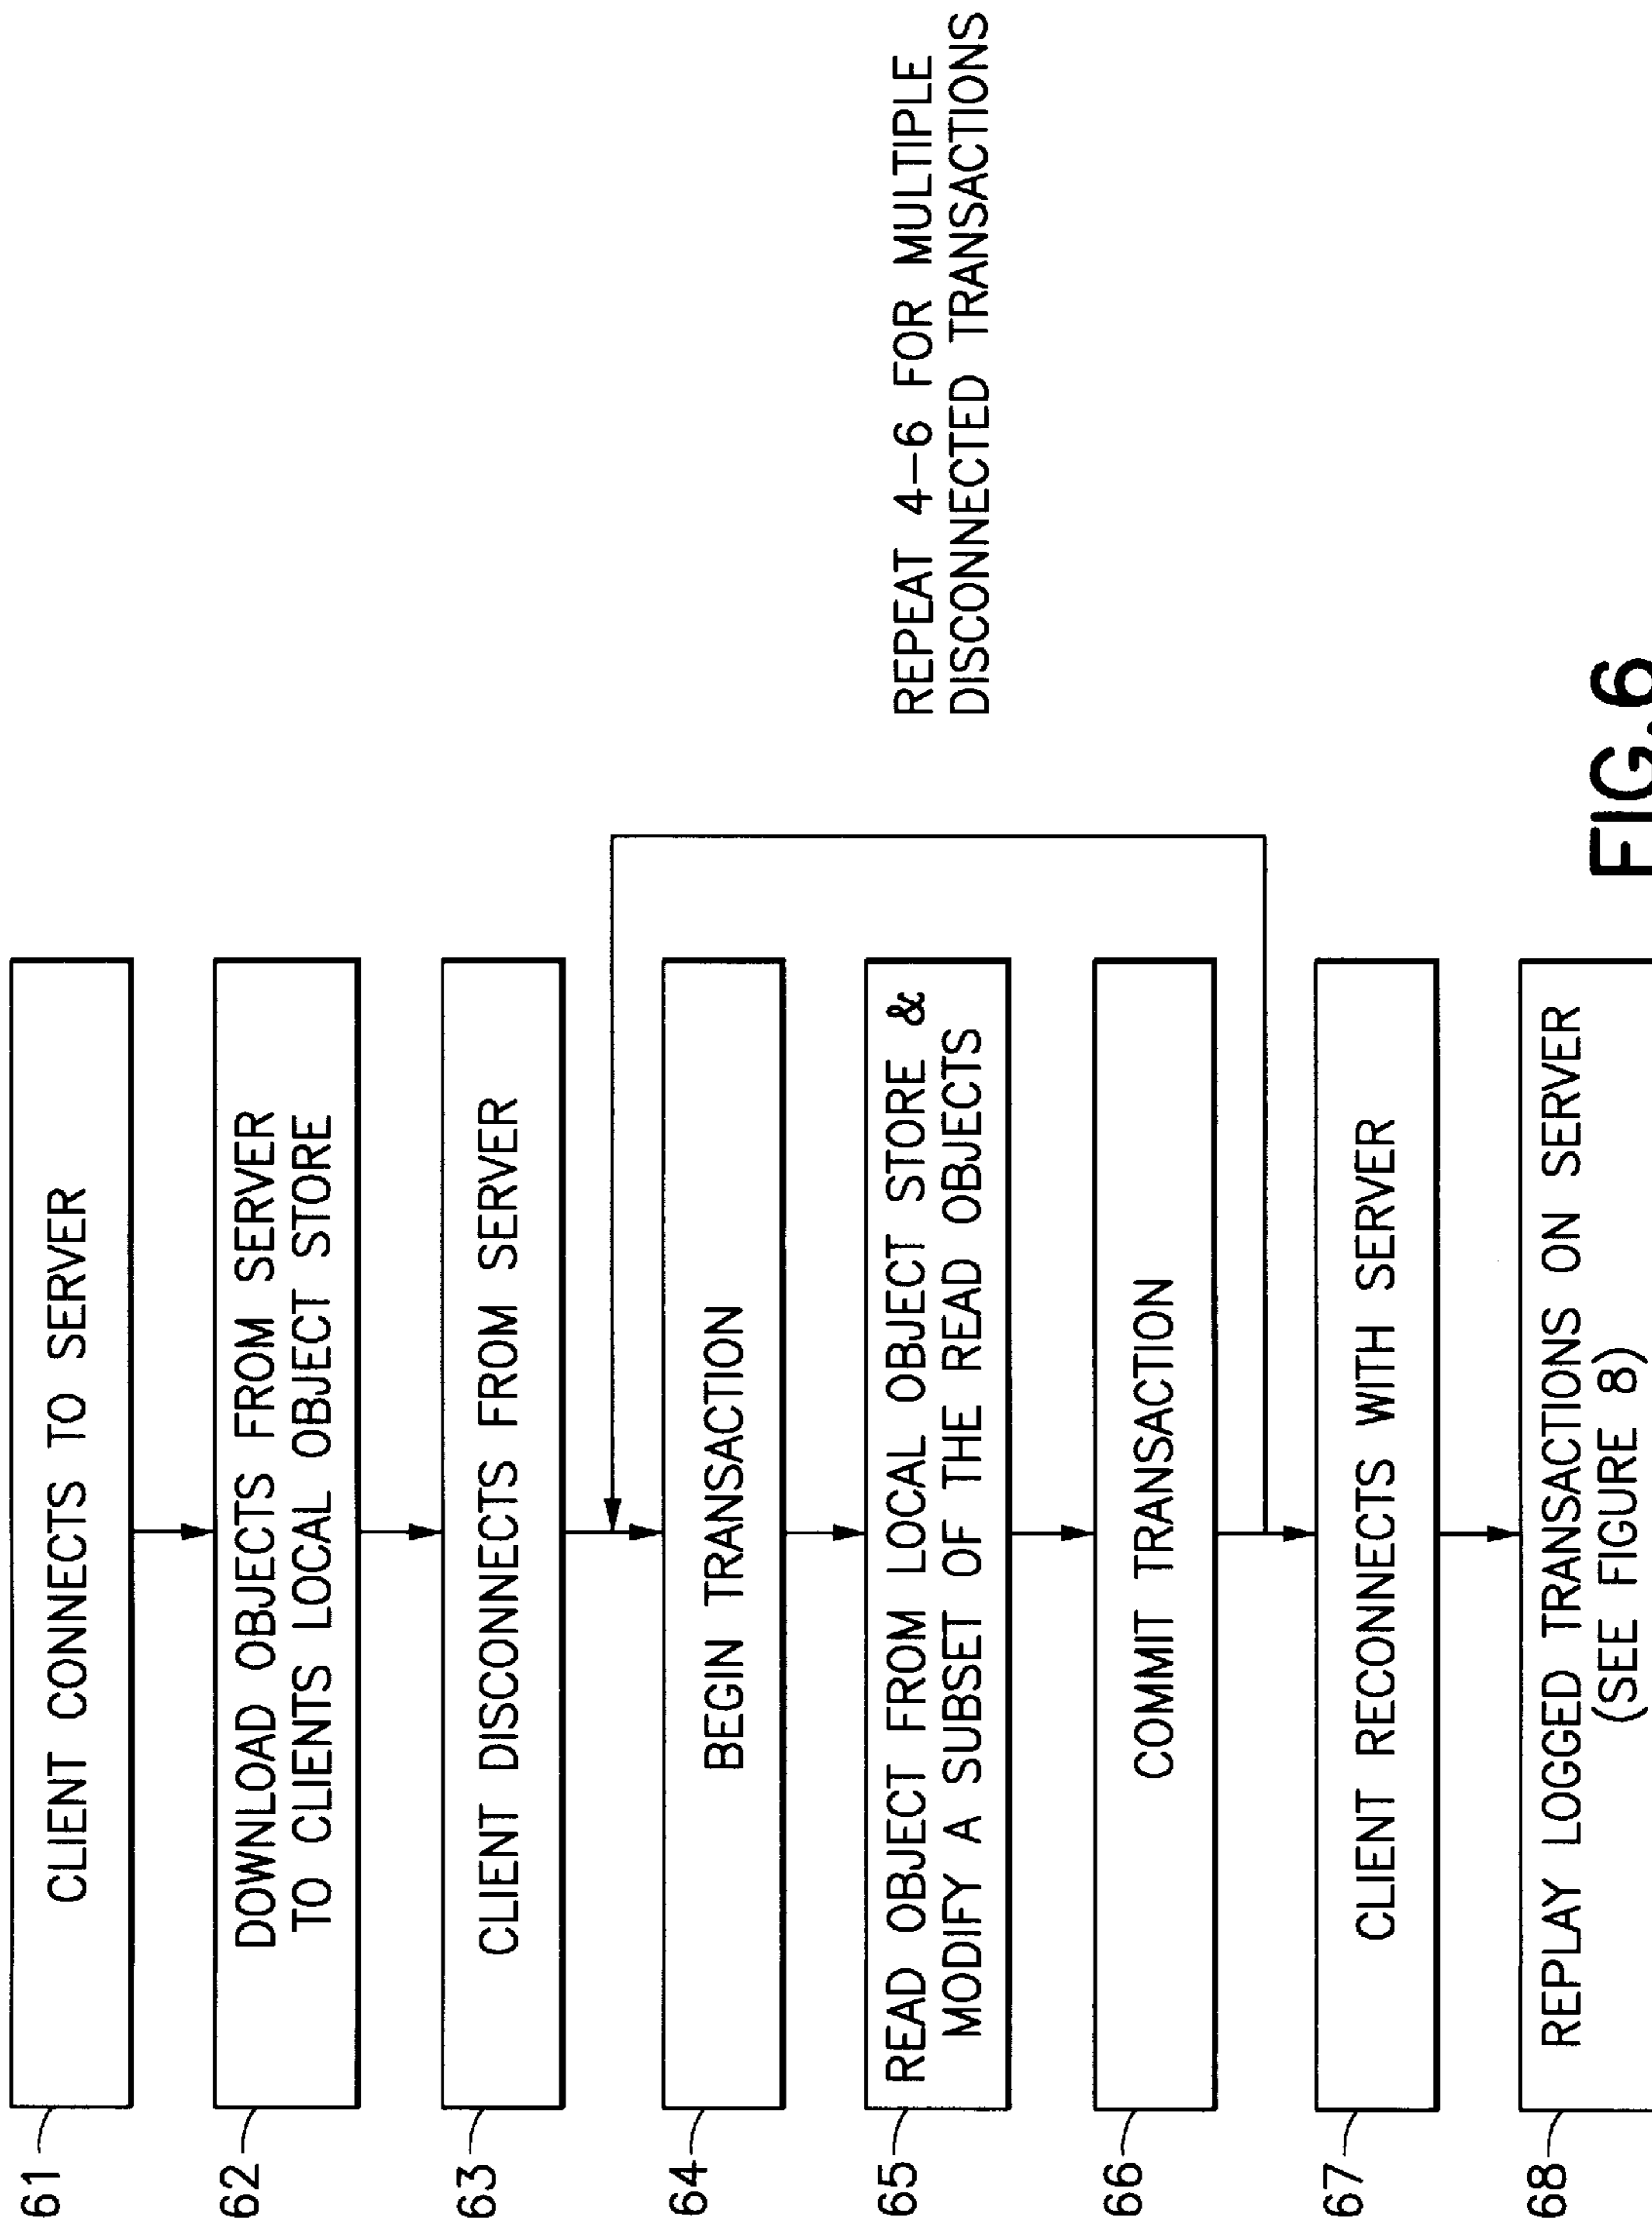 61
CLIENT CONNECTS TO SERVER
62
DOWNLOAD OBJECTS FROM SERVER
TO CLIENTS LOCAL OBJECT STORE
63
CLIENT DISCONNECTS FROM SERVER
64
BEGIN TRANSACTION
65
READ OBJECT FROM LOCAL OBJECT STORE &
MODIFY A SUBSET OF THE READ OBJECTS
REPEAT 4-6 FOR MULTIPLE
DISCONNECTED TRANSACTIONS
66
COMMIT TRANSACTION
67
CLIENT RECONNECTS WITH SERVER
68
REPLAY LOGGED TRANSACTIONS ON SERVER
(SEE FIGURE 8)
FIG.6